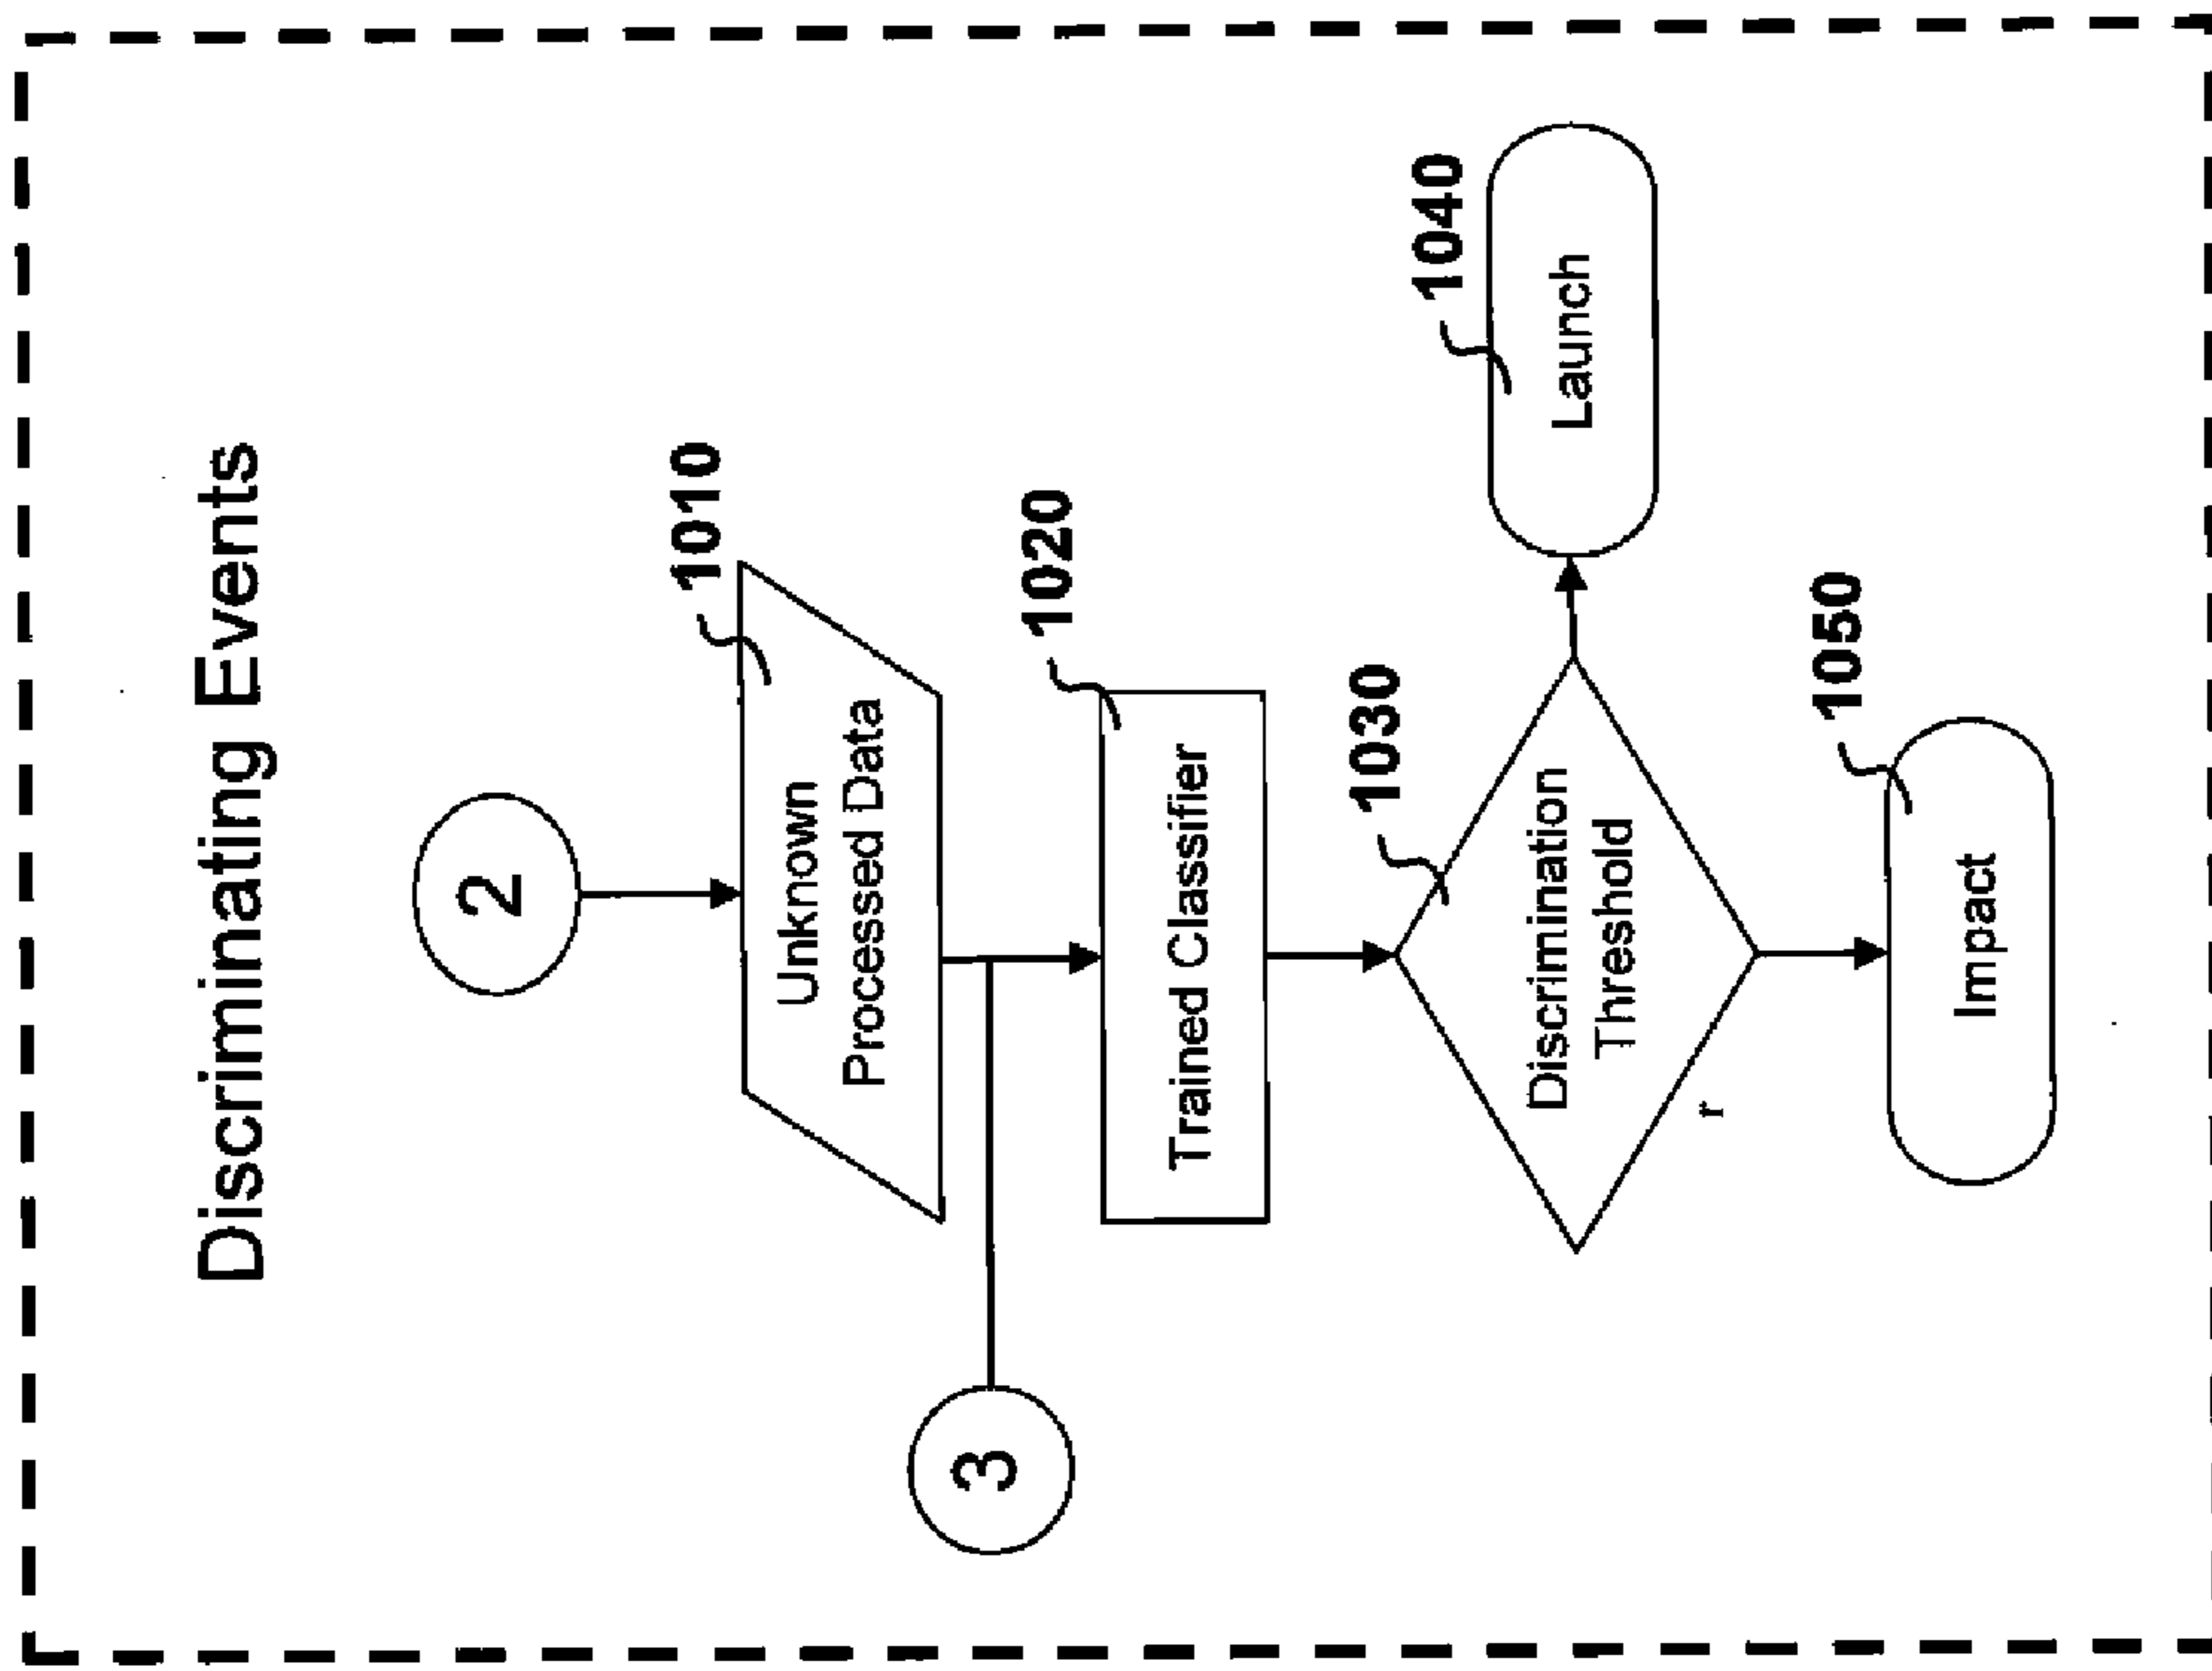 Discriminating Events
2
1010
Unknown
Processed Data
3
1020
Trained Classifier
1030
Discrimination
Threshold
r
1040
Launch
1050
Impact